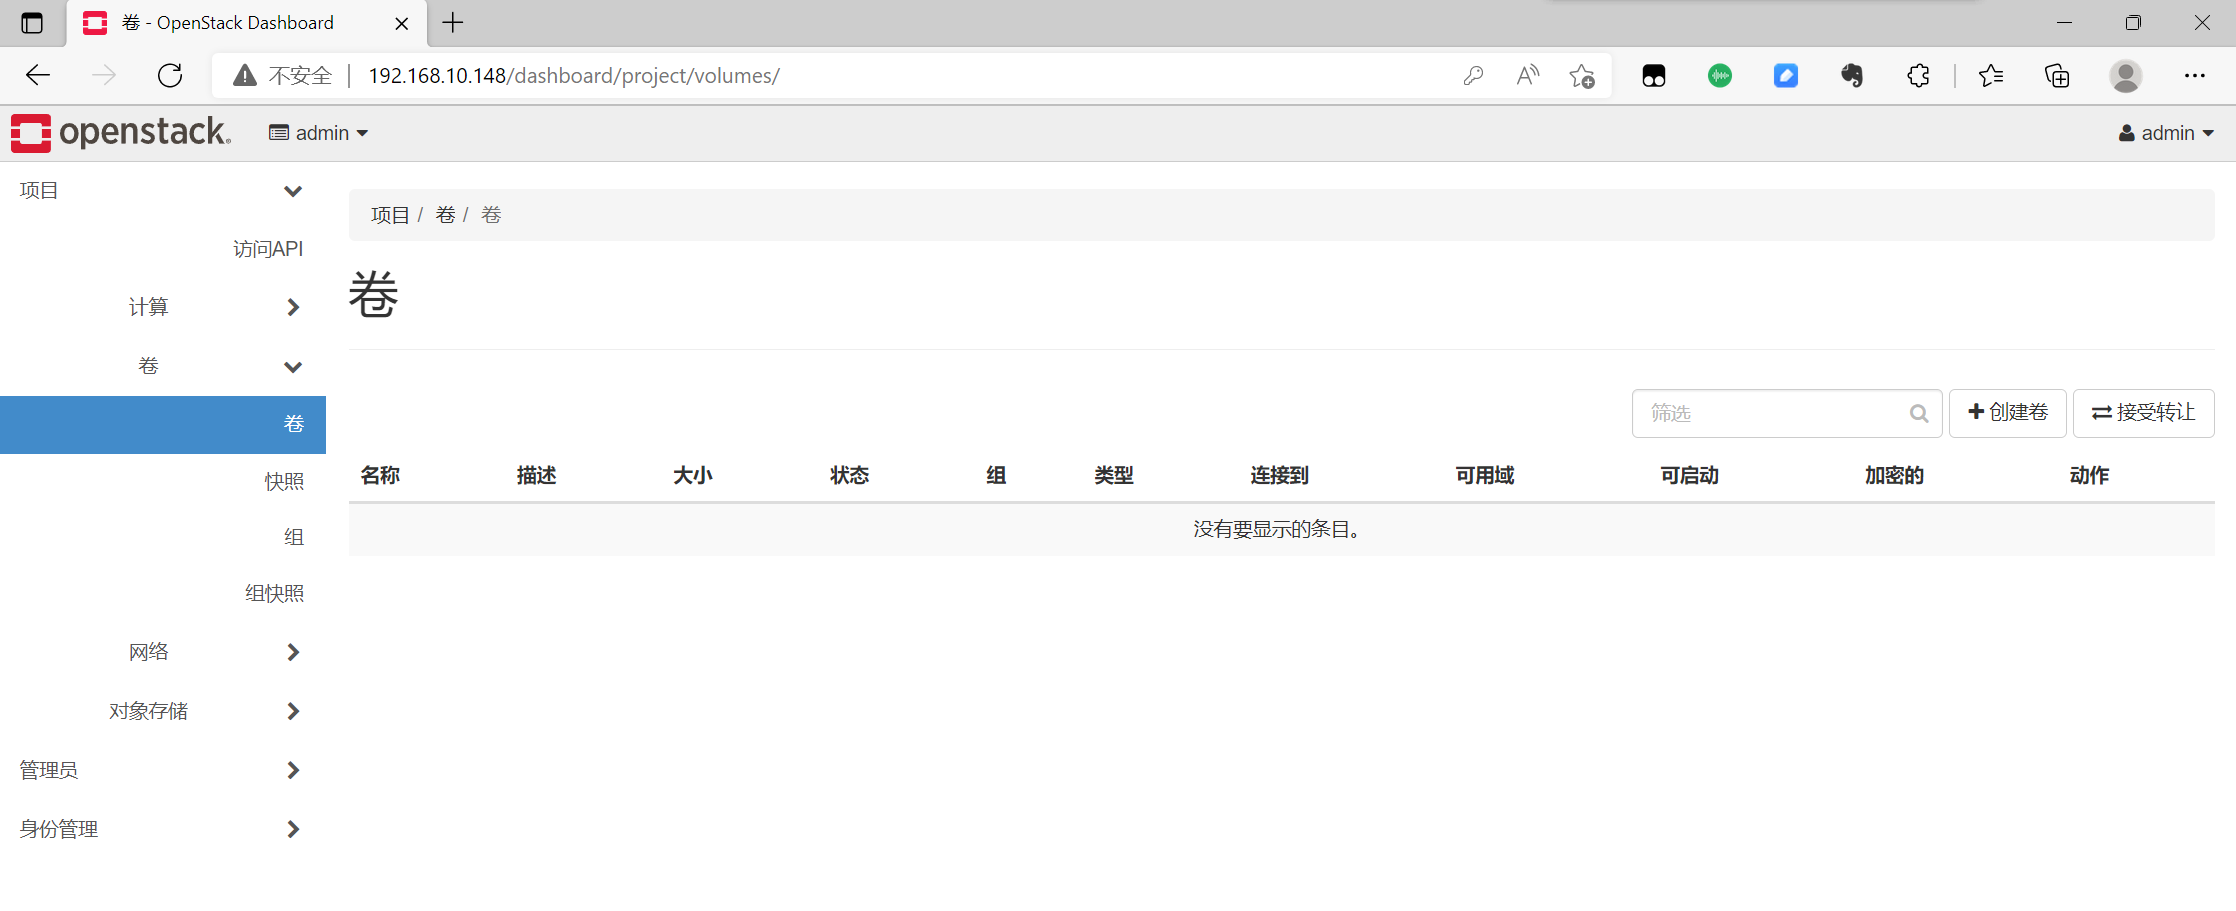 卷 - OpenStack Dashboard
不安全 192.168.10.148/dashboard/project/volumes/
openstack. admin admin
项目
访问API
计算
卷
卷
快照
组
组快照
网络
对象存储
管理员
身份管理
项目 / 卷 / 卷
卷
筛选 创建卷 接受转让
名称 描述 大小 状态 组 类型 连接到 可用域 可启动 加密的 动作
没有要显示的条目。